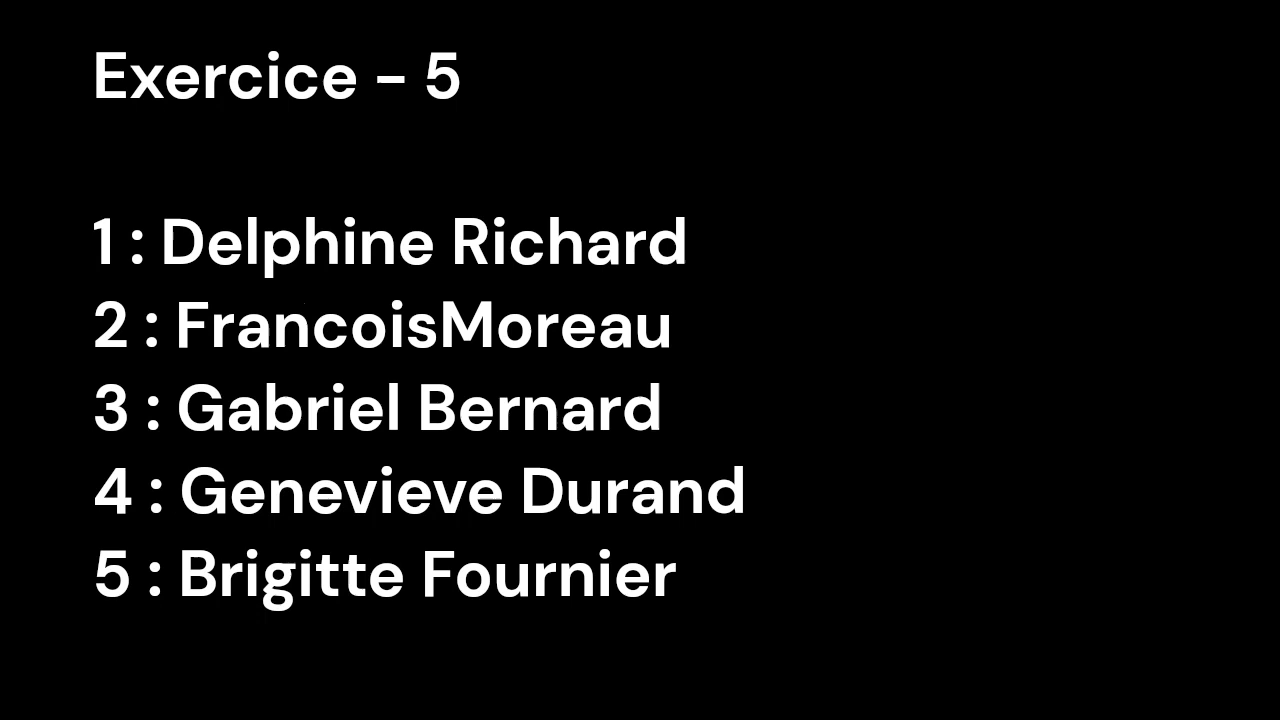 Exercice - 5
1 : Delphine Richard
2 : FrancoisMoreau
3 : Gabriel Bernard
4 : Genevieve Durand
5 : Brigitte Fournier